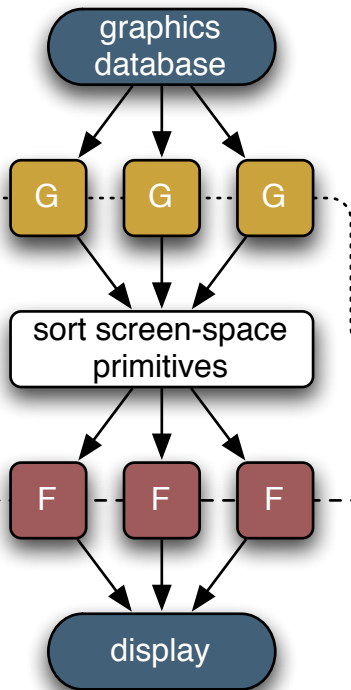 graphics
database
G G G
sort screen-space
primitives
F F F
display